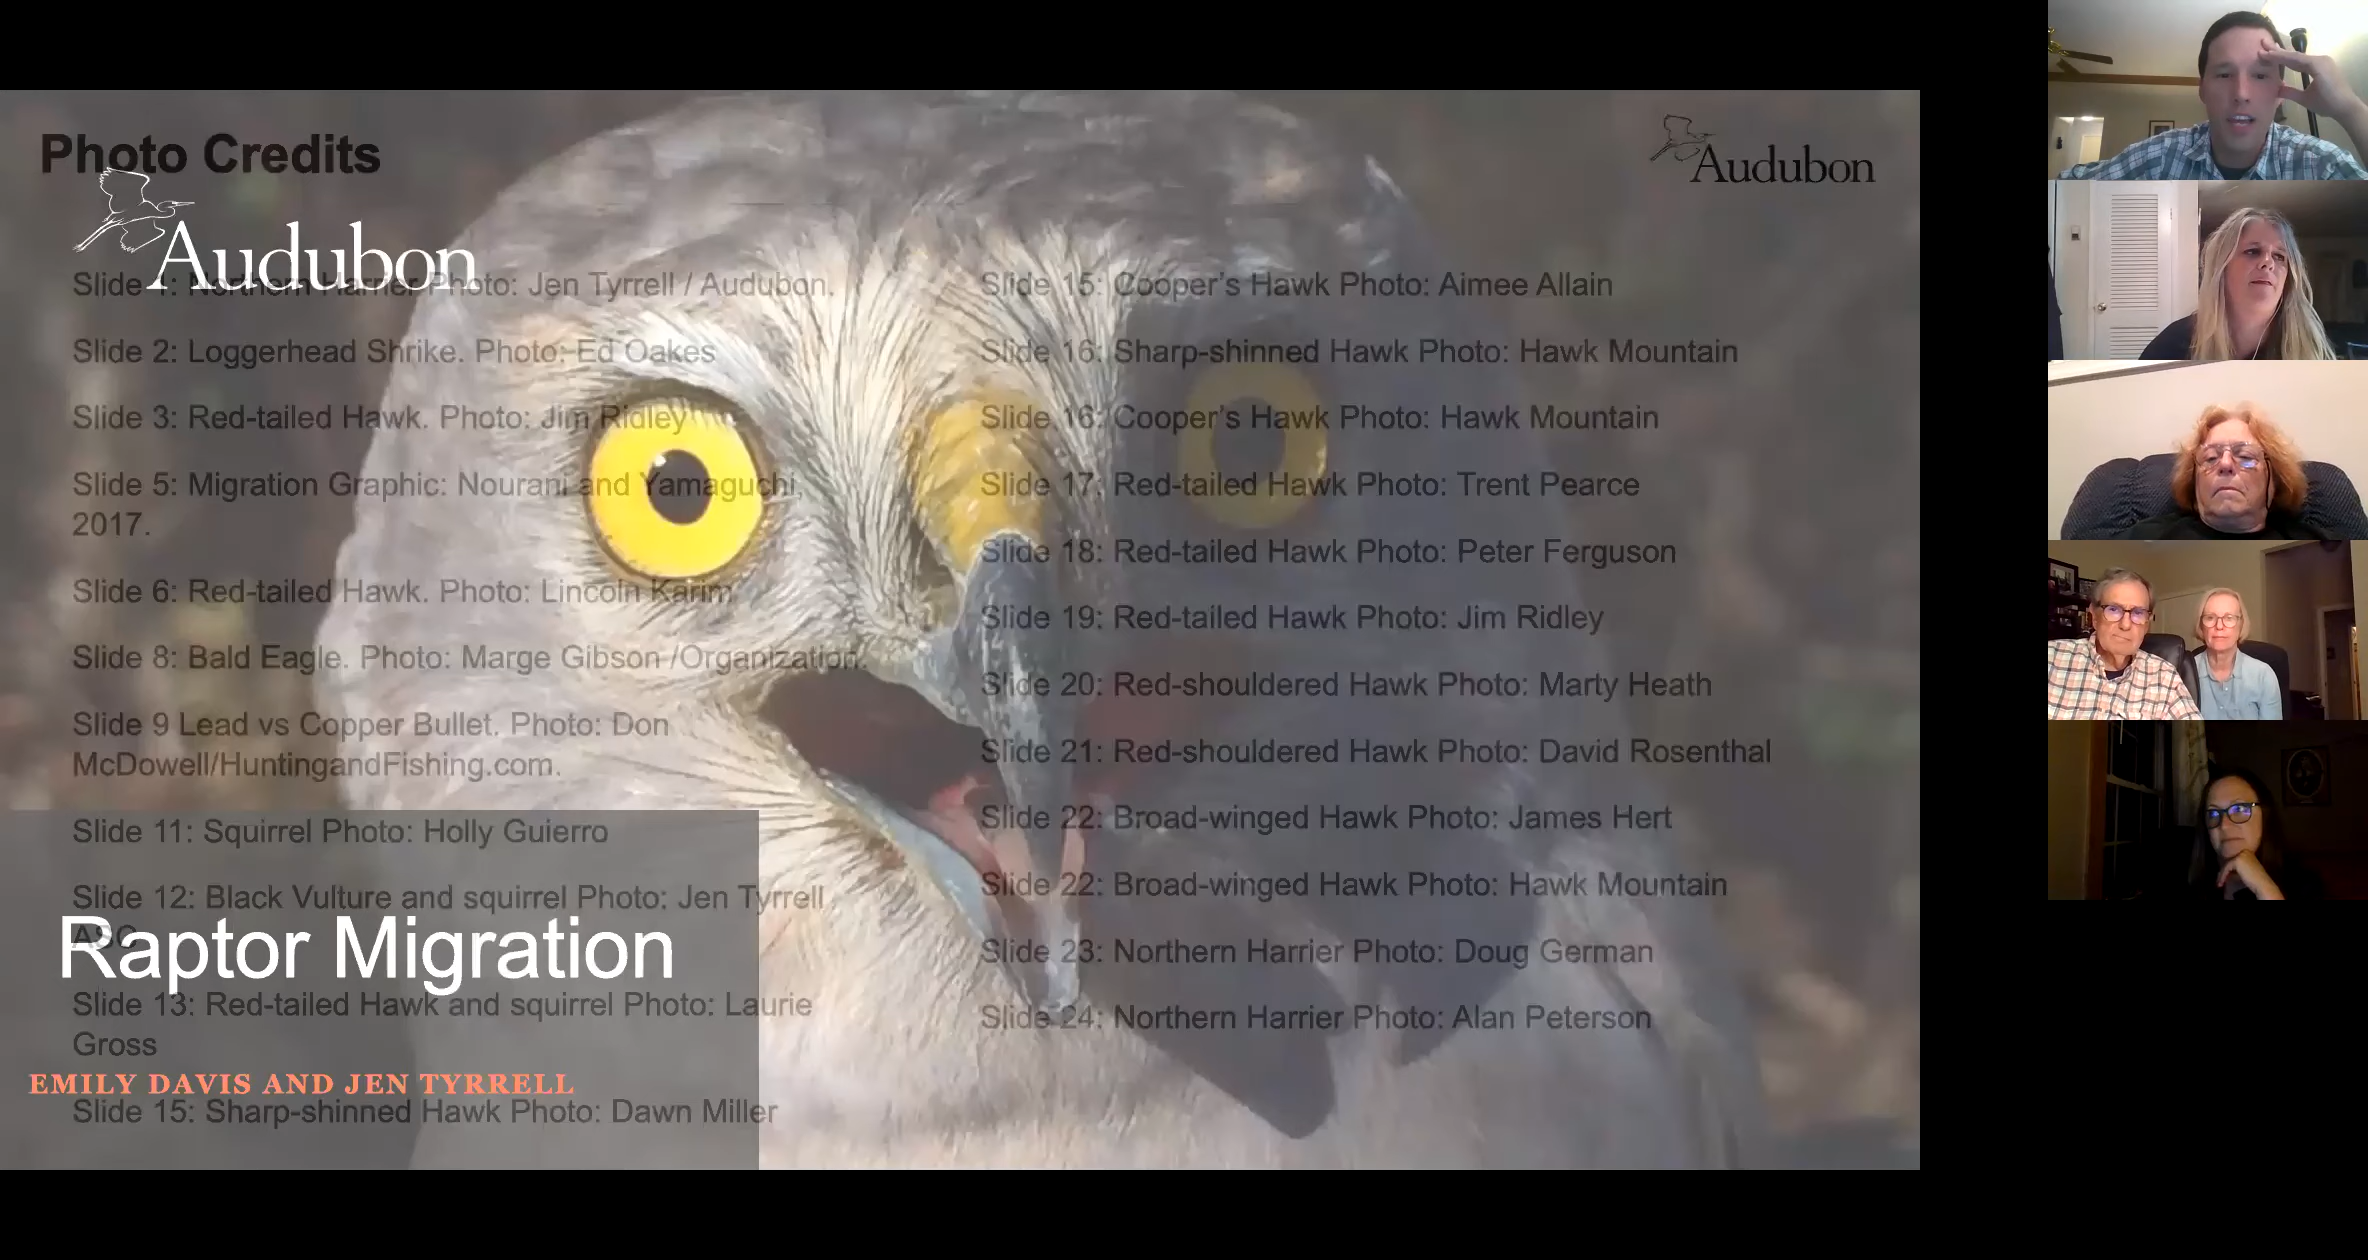 Photo Credits
Audubon
Audubon
Slide 1: Northern Harrier Photo: Jen Tyrrell / Audubon.
Slide 2: Loggerhead Shrike. Photo: Ed Oakes
Slide 3: Red-tailed Hawk. Photo: Jim Ridley
Slide 5: Migration Graphic: Nourani and Yamaguchi,
2017.
Slide 6: Red-tailed Hawk. Photo: Lincoln Karim
Slide 8: Bald Eagle. Photo: Marge Gibson /Organization.
Slide 9 Lead vs Copper Bullet. Photo: Don
McDowell/HuntingandFishing.com.
Slide 11: Squirrel Photo: Holly Guierro
Slide 12: Black Vulture and squirrel Photo: Jen Tyrrell
ASC
Raptor Migration
Slide 13: Red-tailed Hawk and squirrel Photo: Laurie
Gross
EMILY DAVIS AND JEN TYRRELL
Slide 15: Sharp-shinned Hawk Photo: Dawn Miller
Slide 15: Cooper's Hawk Photo: Aimee Allain
Slide 16: Sharp-shinned Hawk Photo: Hawk Mountain
Slide 16: Cooper's Hawk Photo: Hawk Mountain
Slide 17: Red-tailed Hawk Photo: Trent Pearce
Slide 18: Red-tailed Hawk Photo: Peter Ferguson
Slide 19: Red-tailed Hawk Photo: Jim Ridley
Slide 20: Red-shouldered Hawk Photo: Marty Heath
Slide 21: Red-shouldered Hawk Photo: David Rosenthal
Slide 22: Broad-winged Hawk Photo: James Hert
Slide 22: Broad-winged Hawk Photo: Hawk Mountain
Slide 23: Northern Harrier Photo: Doug German
Slide 24: Northern Harrier Photo: Alan Peterson